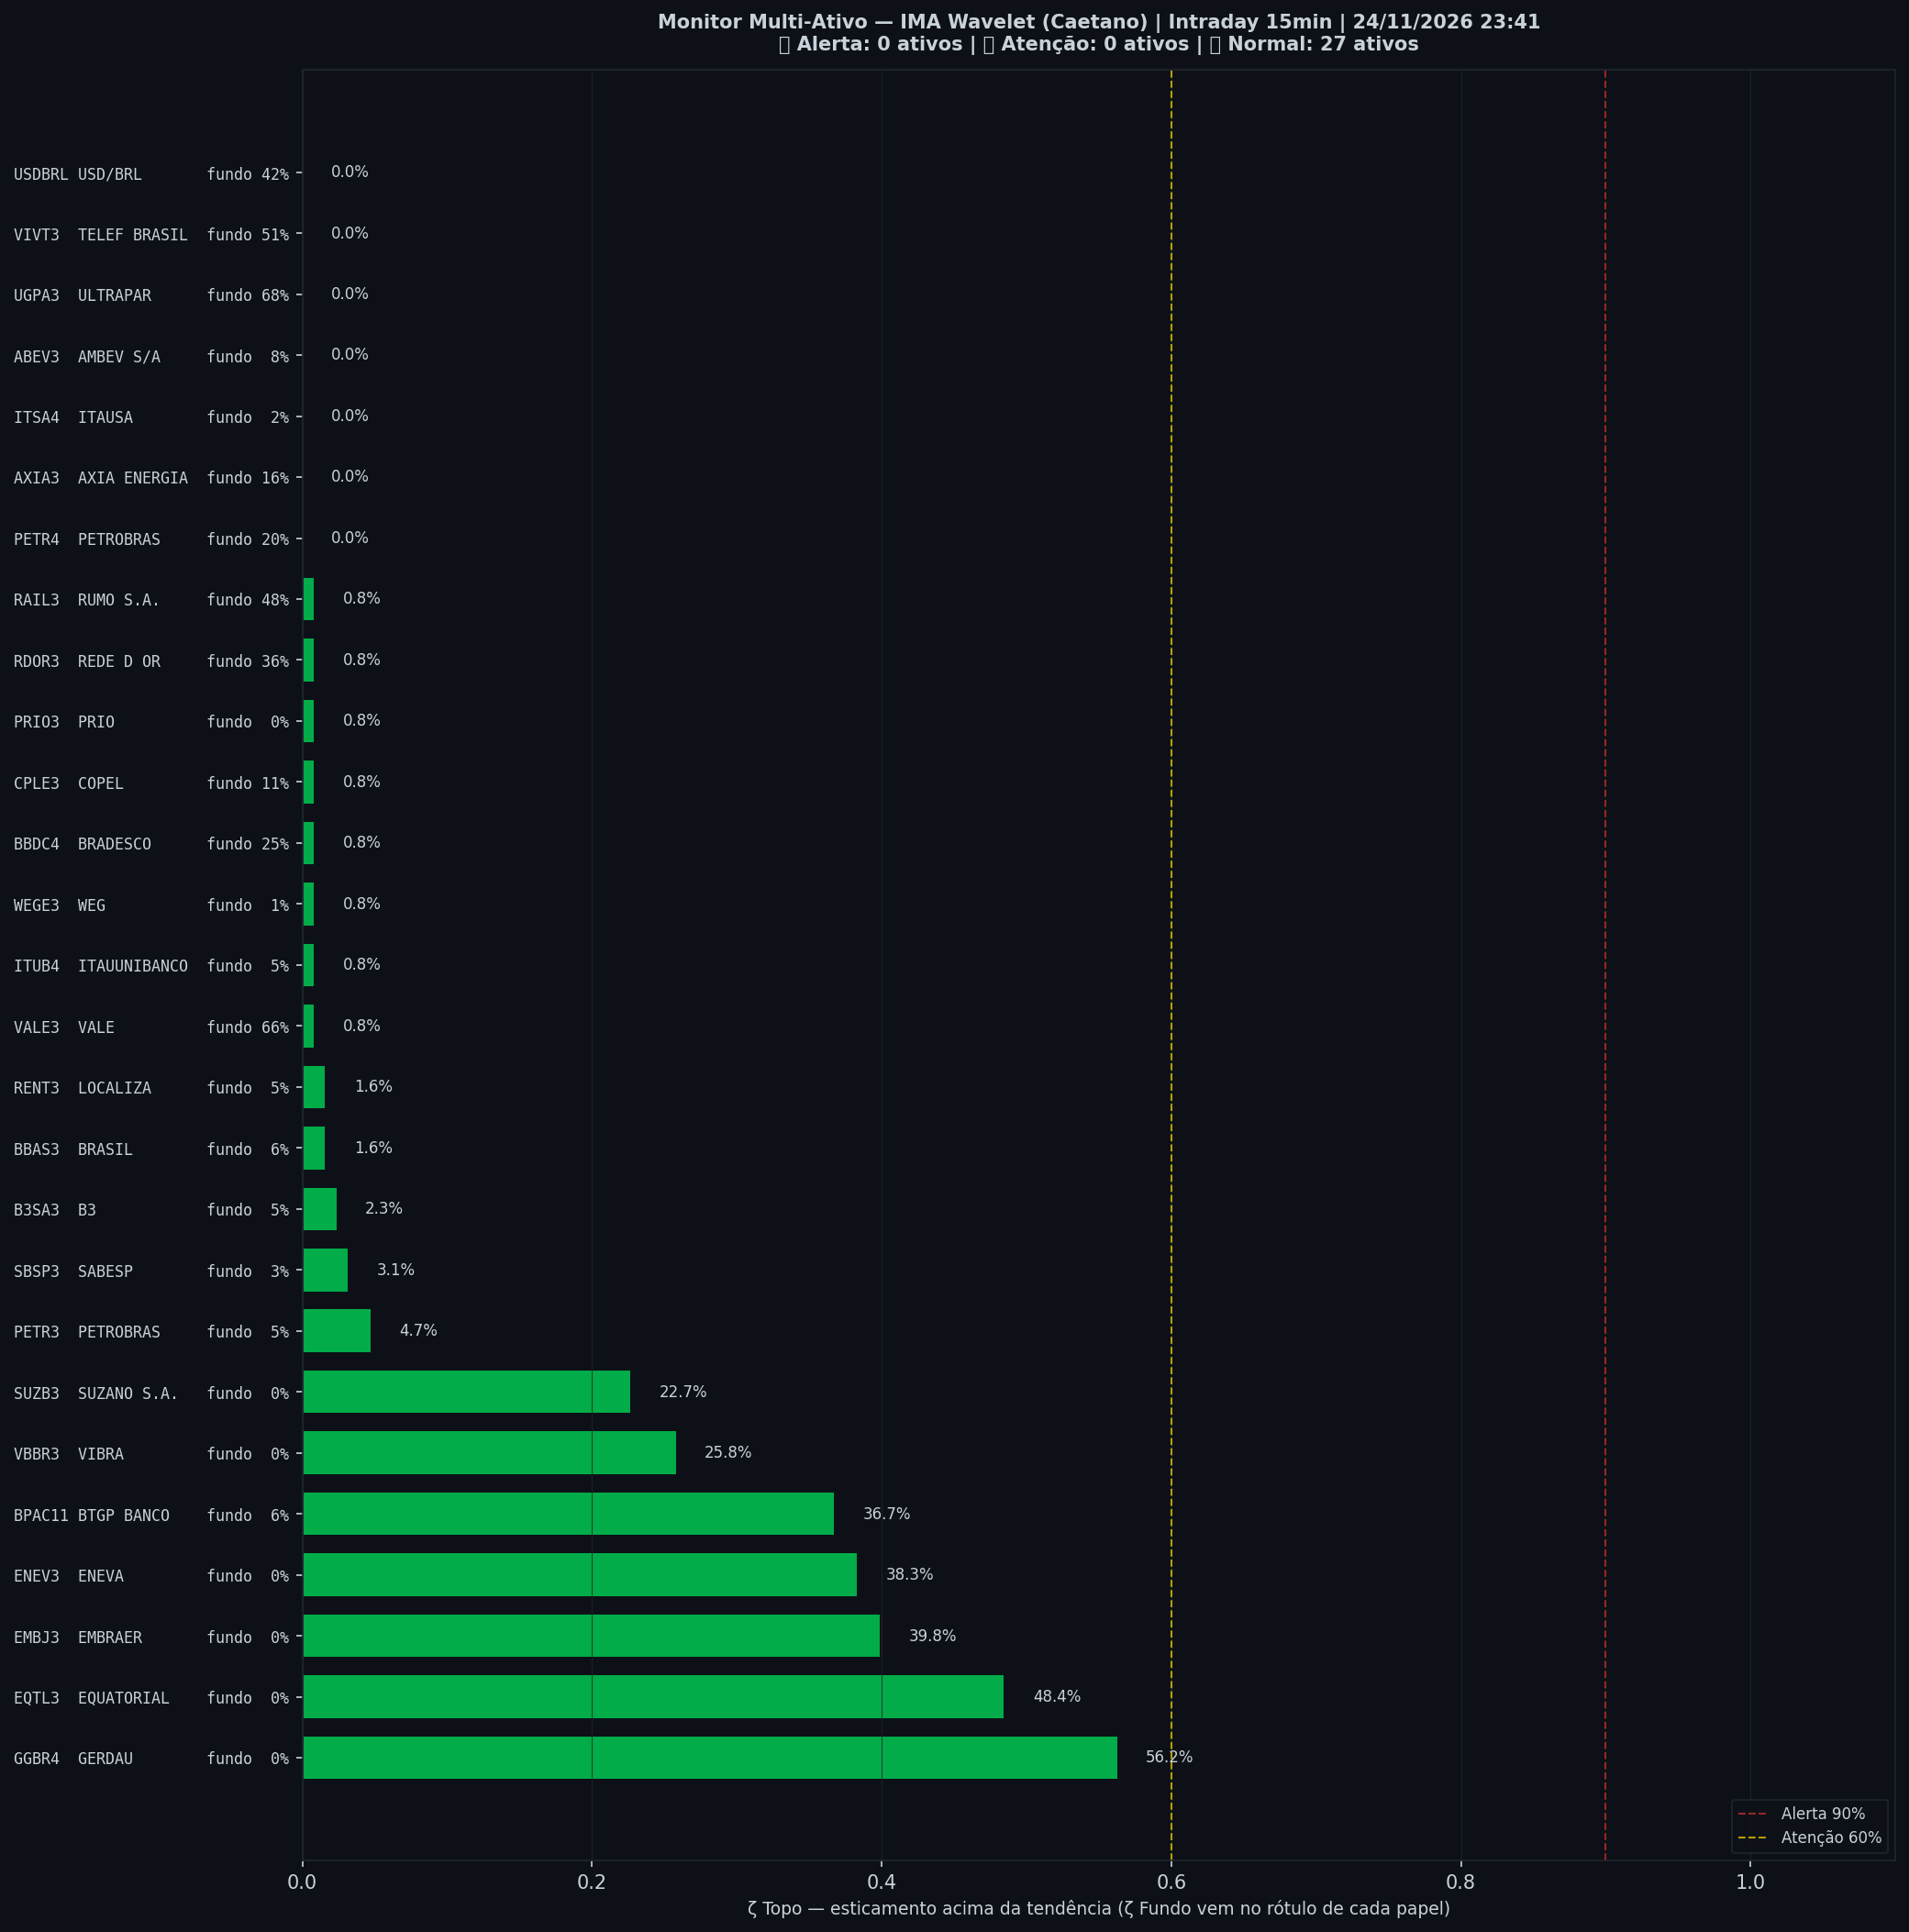 Monitor Multi-Ativo — IMA Wavelet (Caetano) | Intraday 15min | 24/11/2026 23:41
Alerta: 0 ativos | Atenção: 0 ativos | Normal: 27 ativos
USDBRL USD/BRL fundo 42% 0.0%
VIVT3 TELEF BRASIL fundo 51% 0.0%
UGPA3 ULTRAPAR fundo 68% 0.0%
ABEV3 AMBEV S/A fundo 8% 0.0%
ITSA4 ITAUSA fundo 2% 0.0%
AXIA3 AXIA ENERGIA fundo 16% 0.0%
PETR4 PETROBRAS fundo 20% 0.0%
RAIL3 RUMO S.A. fundo 48% 0.8%
RDOR3 REDE D OR fundo 36% 0.8%
PRIO3 PRIO fundo 0% 0.8%
CPLE3 COPEL fundo 11% 0.8%
BBDC4 BRADESCO fundo 25% 0.8%
WEGE3 WEG fundo 1% 0.8%
ITUB4 ITAUUNIBANCO fundo 5% 0.8%
VALE3 VALE fundo 66% 0.8%
RENT3 LOCALIZA fundo 5% 1.6%
BBAS3 BRASIL fundo 6% 1.6%
B3SA3 B3 fundo 5% 2.3%
SBSP3 SABESP fundo 3% 3.1%
PETR3 PETROBRAS fundo 5% 4.7%
SUZB3 SUZANO S.A. fundo 0% 22.7%
VBBR3 VIBRA fundo 0% 25.8%
BPAC11 BTGP BANCO fundo 6% 36.7%
ENEV3 ENEVA fundo 0% 38.3%
EMBJ3 EMBRAER fundo 0% 39.8%
EQTL3 EQUATORIAL fundo 0% 48.4%
GGBR4 GERDAU fundo 0% 56.2%
Alerta 90%
Atenção 60%
0.0 0.2 0.4 0.6 0.8 1.0
ζ Topo — esticamento acima da tendência (ζ Fundo vem no rótulo de cada papel)